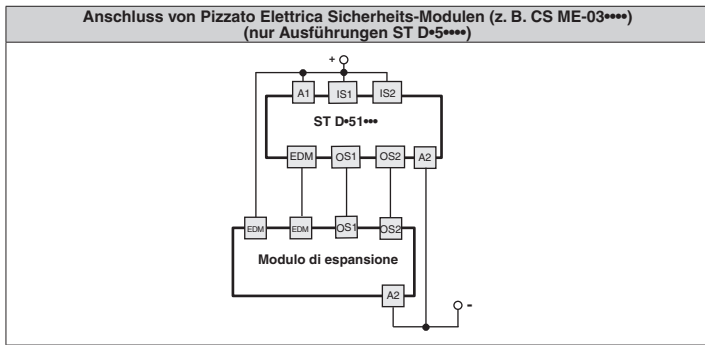 Anschluss von Pizzato Elettrica Sicherheits-Modulen (z. B. CS ME-03••••)
(nur Ausführungen ST D•5••••)
+
A1 IS1 IS2
ST D•51•••
EDM OS1 OS2 A2
EDM EDM OS1 OS2
Modulo di espansione
A2
-